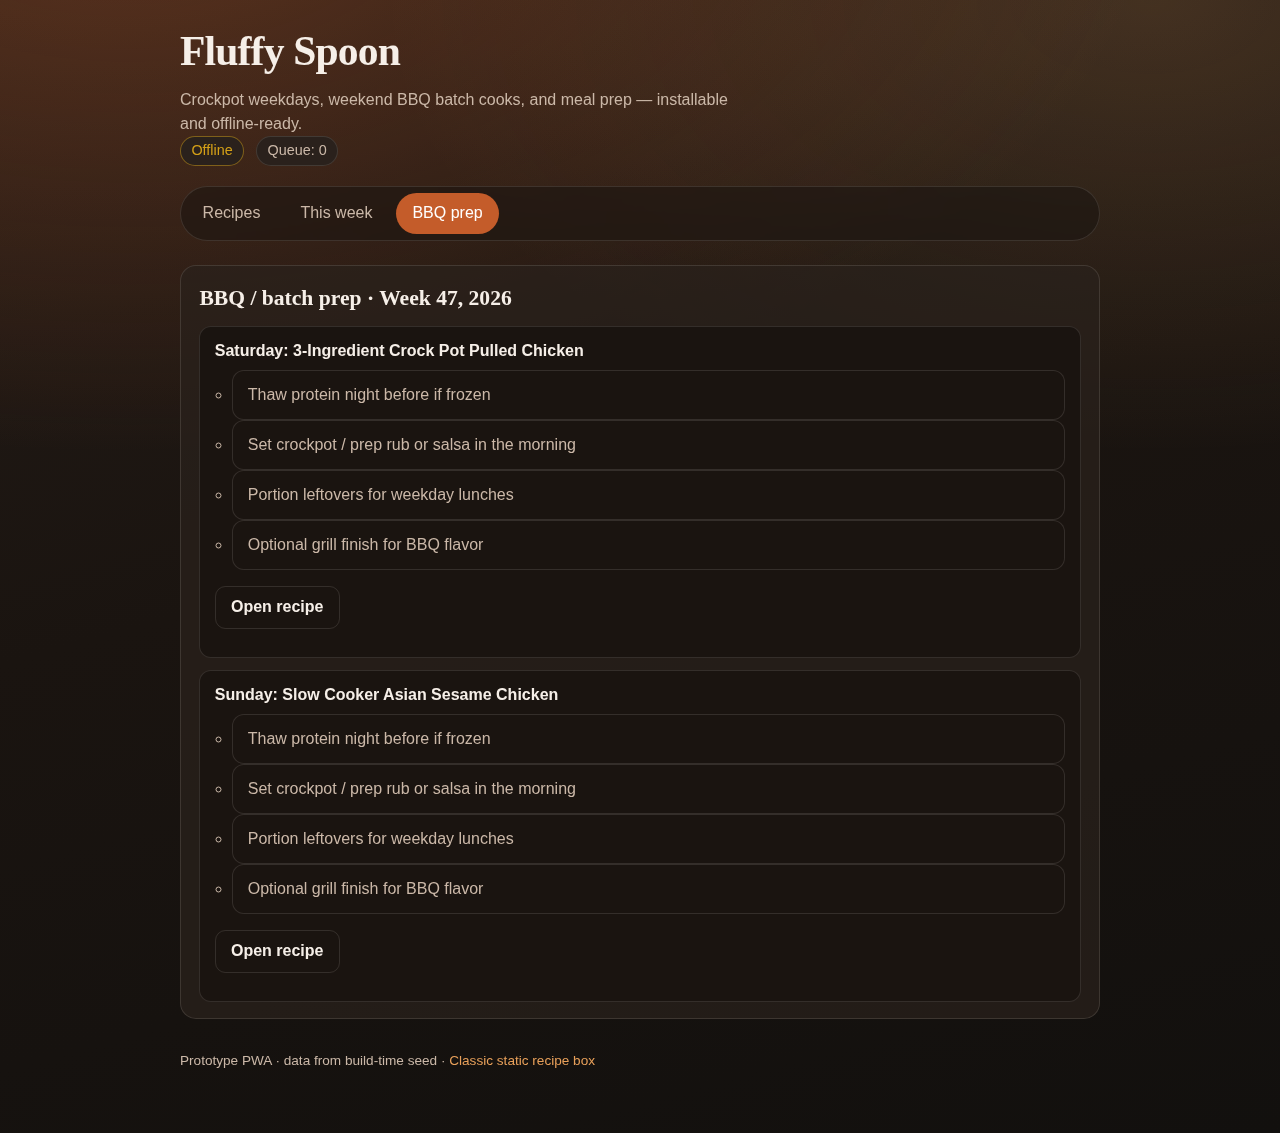 Fluffy Spoon
Crockpot weekdays, weekend BBQ batch cooks, and meal prep — installable
and offline-ready.
Offline
Queue: 0
Recipes
This week
BBQ prep
BBQ / batch prep · Week 47, 2026
Saturday: 3-Ingredient Crock Pot Pulled Chicken
Thaw protein night before if frozen
Set crockpot / prep rub or salsa in the morning
Portion leftovers for weekday lunches
Optional grill finish for BBQ flavor
Open recipe
Sunday: Slow Cooker Asian Sesame Chicken
Thaw protein night before if frozen
Set crockpot / prep rub or salsa in the morning
Portion leftovers for weekday lunches
Optional grill finish for BBQ flavor
Open recipe
Prototype PWA · data from build-time seed · Classic static recipe box